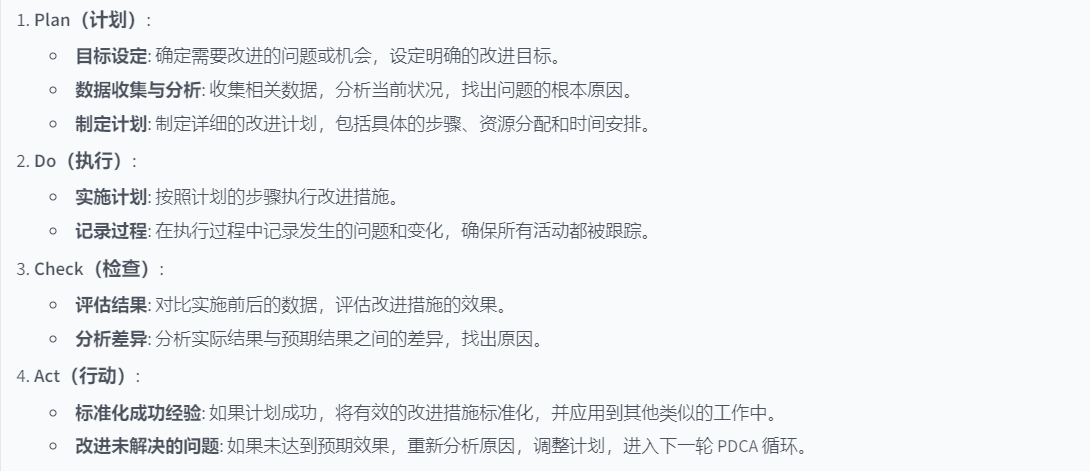 1. Plan（计划）:
目标设定: 确定需要改进的问题或机会，设定明确的改进目标。
数据收集与分析: 收集相关数据，分析当前状况，找出问题的根本原因。
制定计划: 制定详细的改进计划，包括具体的步骤、资源分配和时间安排。
2. Do（执行）:
实施计划: 按照计划的步骤执行改进措施。
记录过程: 在执行过程中记录发生的问题和变化，确保所有活动都被跟踪。
3. Check（检查）:
评估结果: 对比实施前后的数据，评估改进措施的效果。
分析差异: 分析实际结果与预期结果之间的差异，找出原因。
4. Act（行动）:
标准化成功经验: 如果计划成功，将有效的改进措施标准化，并应用到其他类似的工作中。
改进未解决的问题: 如果未达到预期效果，重新分析原因，调整计划，进入下一轮 PDCA 循环。